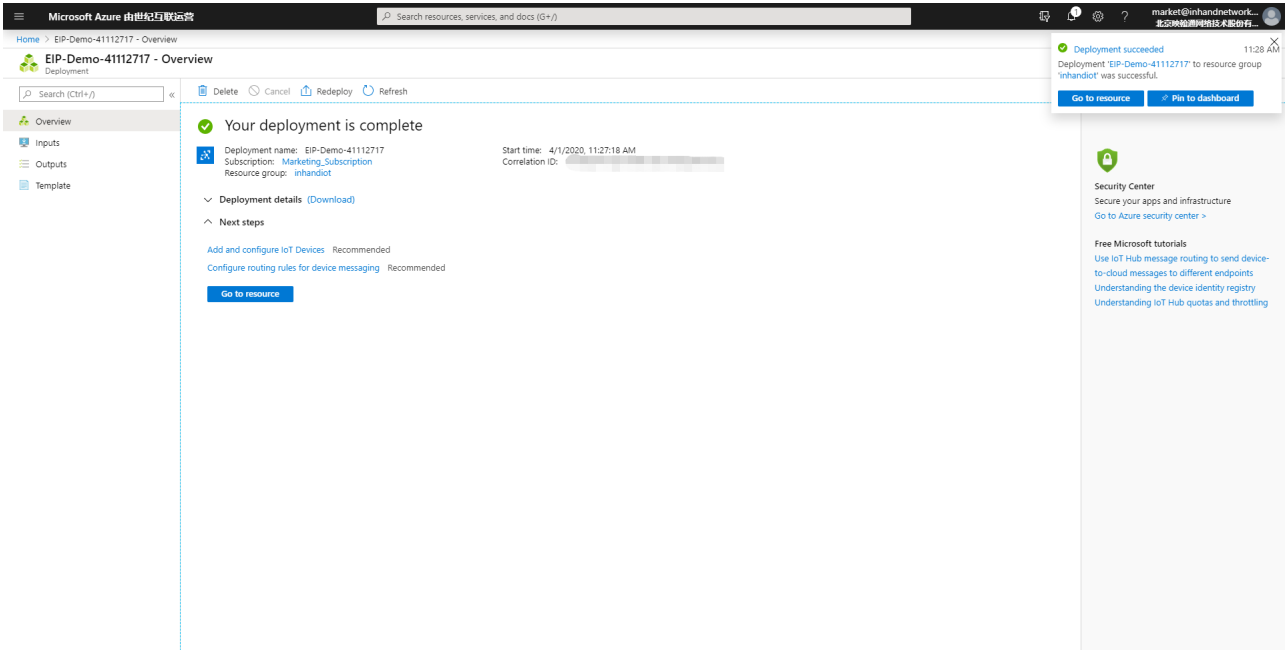 Microsoft Azure 由世纪互联运营
Search resources, services, and docs (G+/)
1
?
market@inhandnetwork...
北京映翰通网络技术股份有...
Home > EIP-Demo-41112717 - Overview
EIP-Demo-41112717 - Overview
Deployment
Deployment succeeded 11:28 AM
Deployment 'EIP-Demo-41112717' to resource group
'inhandiot' was successful.
Go to resource
Pin to dashboard
Search (Ctrl+/)
«
Overview
Inputs
Outputs
Template
Delete Cancel Redeploy Refresh
Your deployment is complete
Deployment name: EIP-Demo-41112717
Subscription: Marketing_Subscription
Resource group: inhandiot
Start time: 4/1/2020, 11:27:18 AM
Correlation ID:
Deployment details (Download)
Next steps
Add and configure IoT Devices Recommended
Configure routing rules for device messaging Recommended
Go to resource
Security Center
Secure your apps and infrastructure
Go to Azure security center >
Free Microsoft tutorials
Use IoT Hub message routing to send device-
to-cloud messages to different endpoints
Understanding the device identity registry
Understanding IoT Hub quotas and throttling